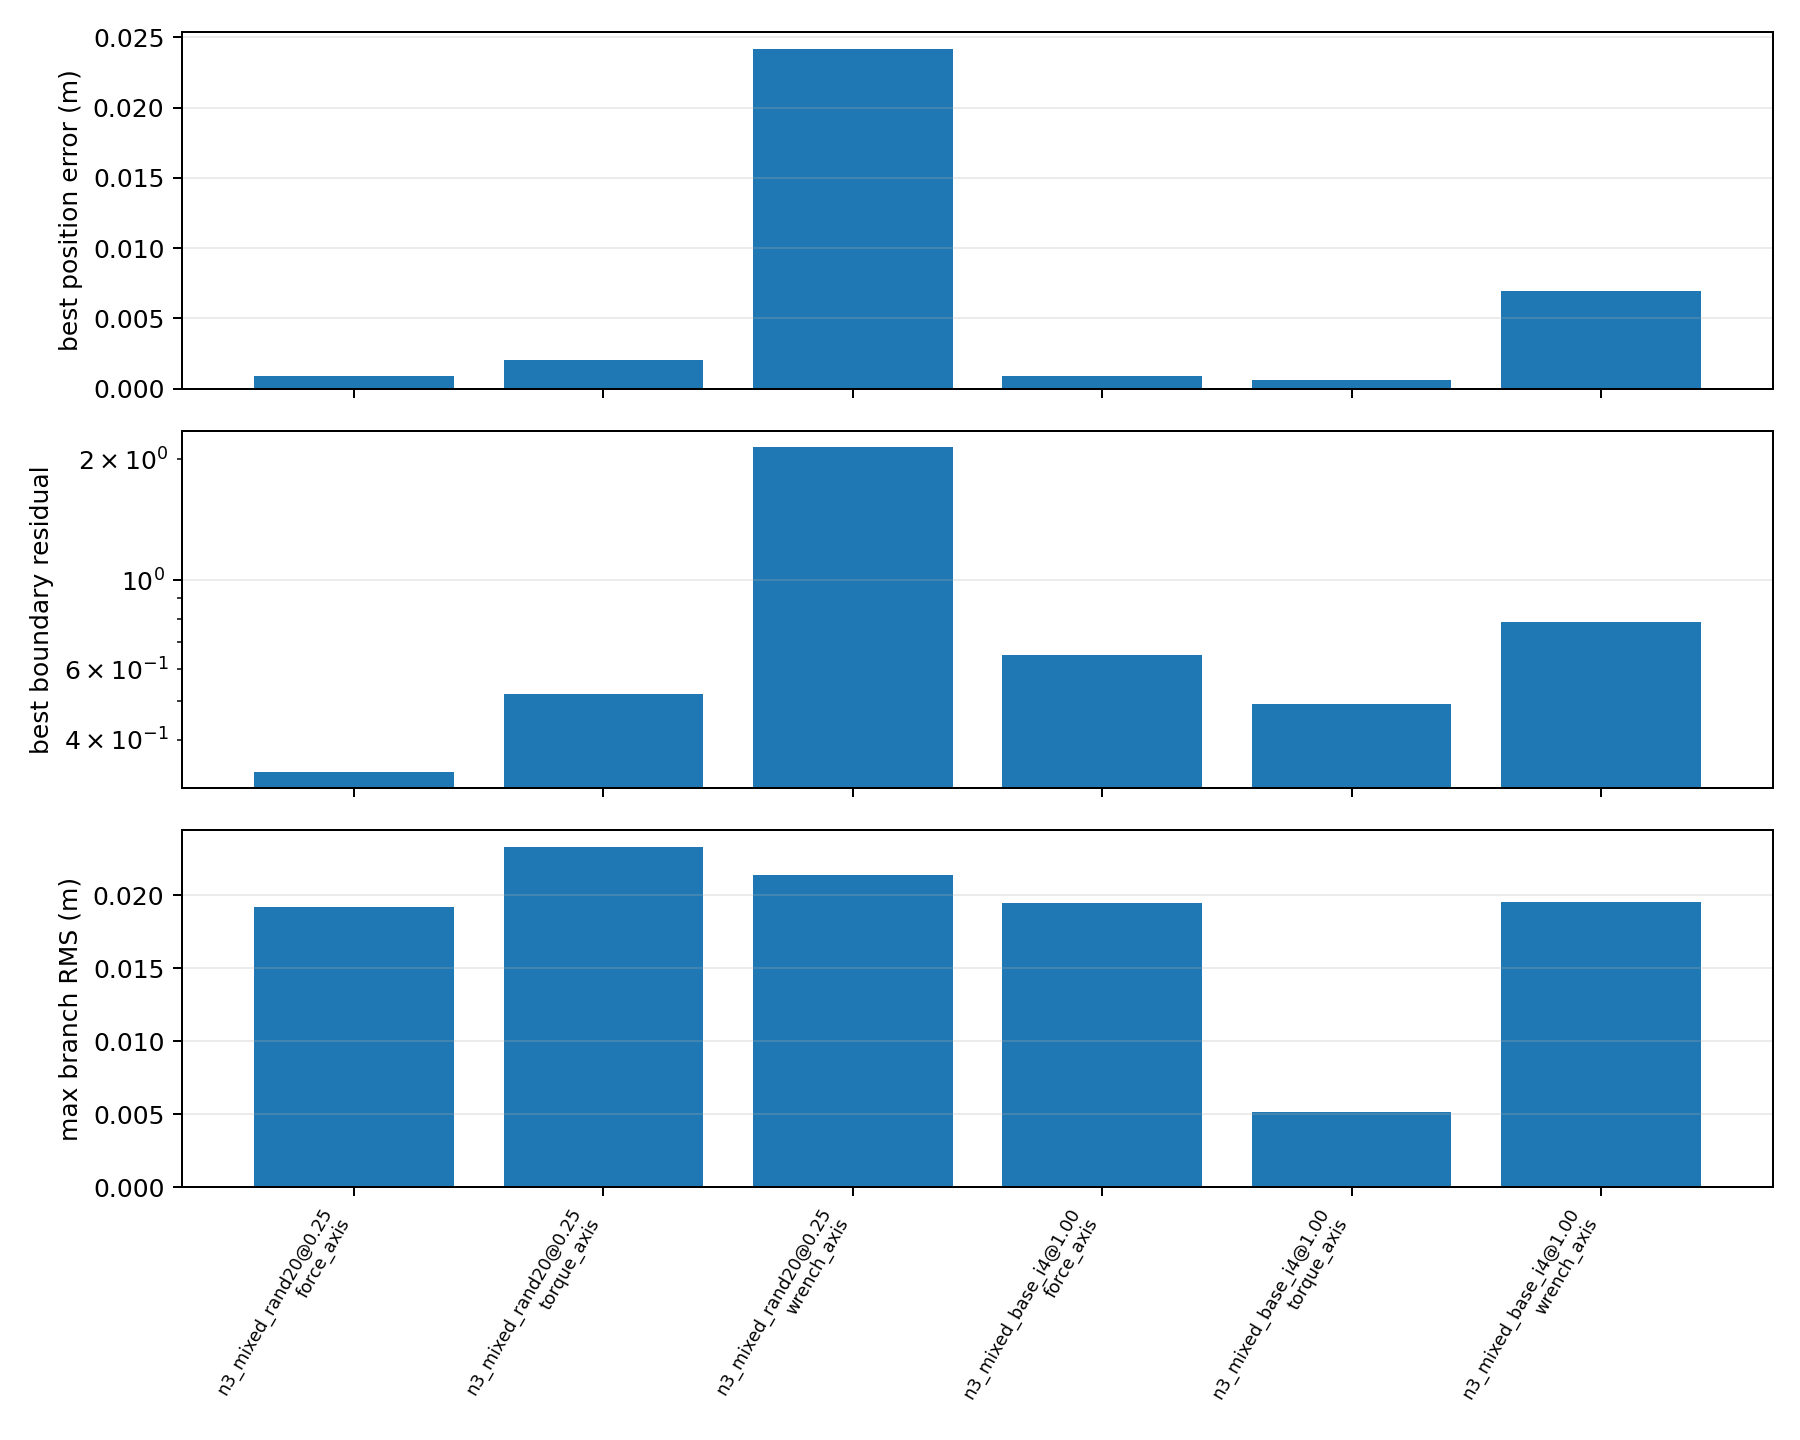 best position error (m)
0.025
0.020
0.015
0.010
0.005
0.000
best boundary residual
2 × 10⁰
10⁰
6 × 10⁻¹
4 × 10⁻¹
max branch RMS (m)
0.020
0.015
0.010
0.005
0.000
n3_mixed_rand20@0.25
force_axis
n3_mixed_rand20@0.25
torque_axis
n3_mixed_rand20@0.25
wrench_axis
n3_mixed_base_i4@1.00
force_axis
n3_mixed_base_i4@1.00
torque_axis
n3_mixed_base_i4@1.00
wrench_axis